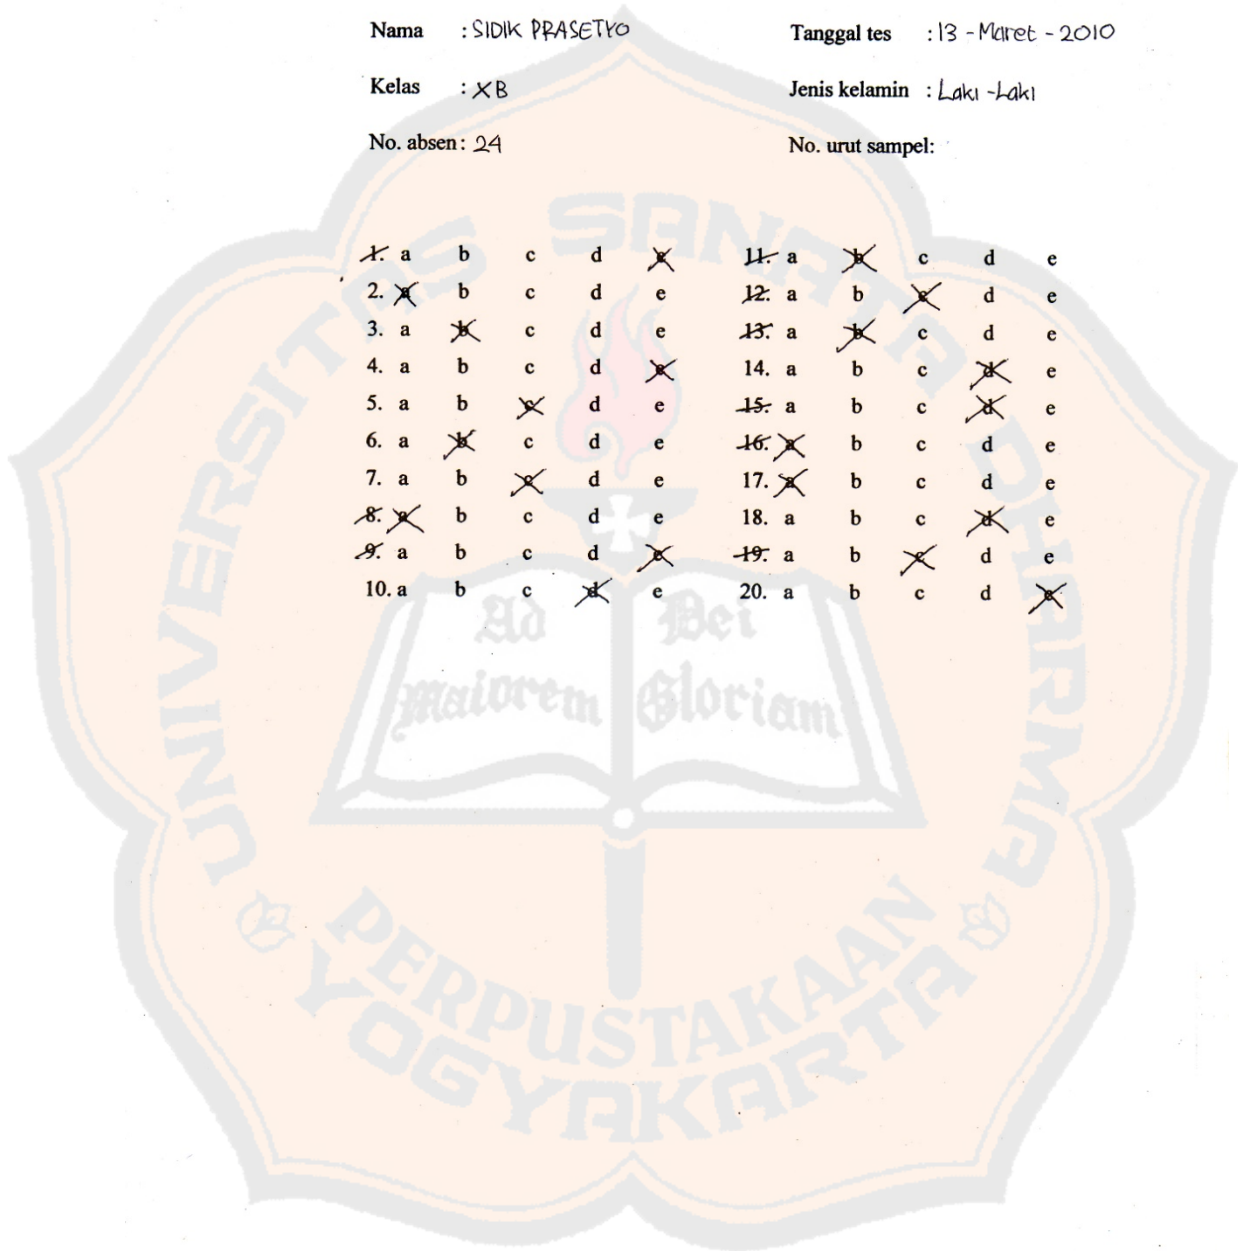 Nama : SIDIK PRASETYO Tanggal tes : 13 - Maret - 2010
Kelas : XB Jenis kelamin : Laki - Laki
No. absen : 24 No. urut sampel:
1. a b c d e 11. a b c d e
2. a b c d e 12. a b c d e
3. a b c d e 13. a b c d e
4. a b c d e 14. a b c d e
5. a b c d e 15. a b c d e
6. a b c d e 16. a b c d e
7. a b c d e 17. a b c d e
8. a b c d e 18. a b c d e
9. a b c d e 19. a b c d e
10. a b c d e 20. a b c d e
UNIVERSITAS SANATA DHARMA
Ad Dei
Maiorem Gloriam
PERPUSTAKAAN
YOGYAKARTA